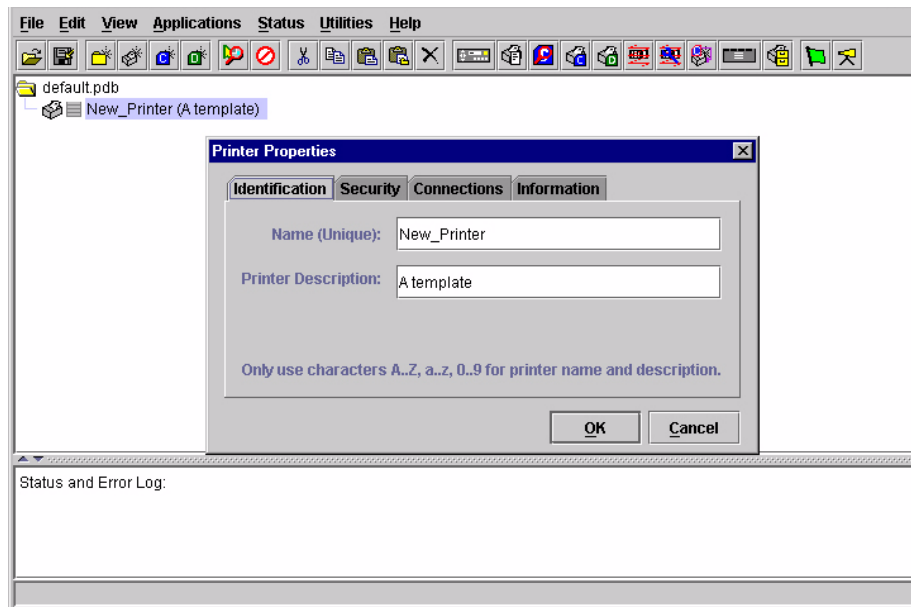 File Edit View Applications Status Utilities Help
default.pdb
New_Printer (A template)
Printer Properties
Identification Security Connections Information
Name (Unique): New_Printer
Printer Description: A template
Only use characters A..Z, a..z, 0..9 for printer name and description.
OK Cancel
Status and Error Log: